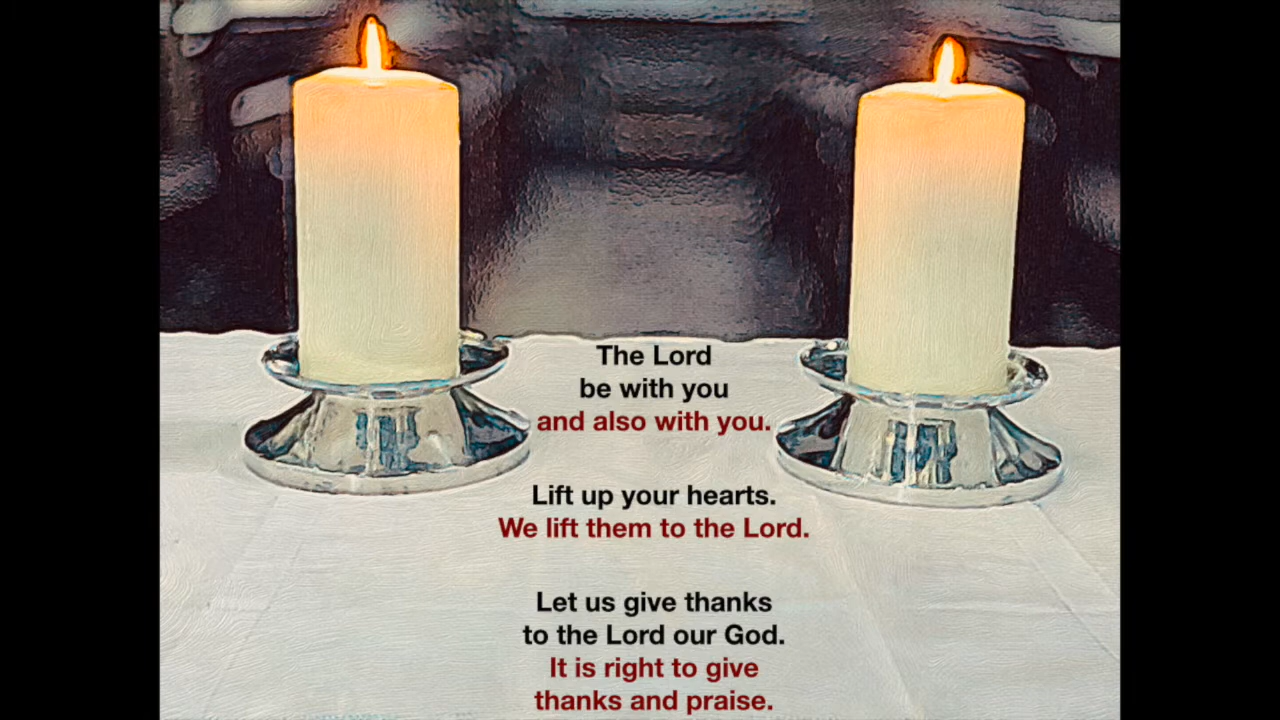 The Lord
be with you
and also with you.
Lift up your hearts.
We lift them to the Lord.
Let us give thanks
to the Lord our God.
It is right to give
thanks and praise.